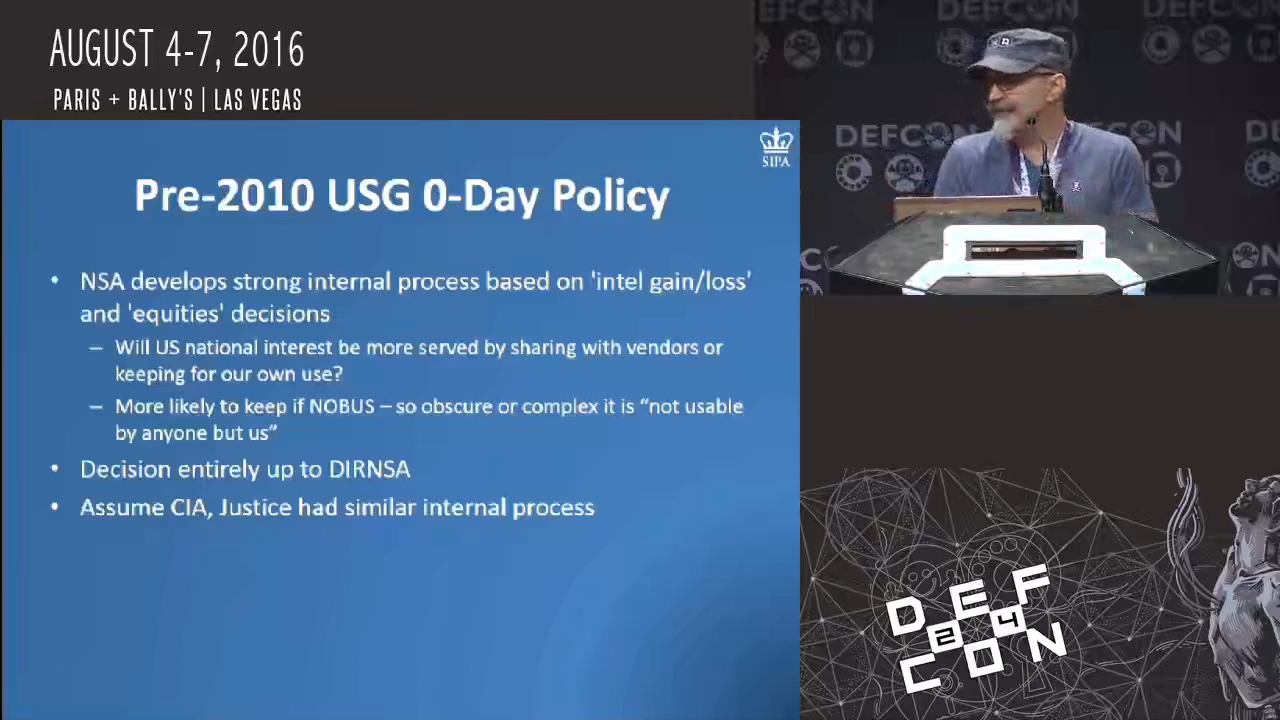 AUGUST 4-7, 2016
PARIS + BALLY'S | LAS VEGAS
SIPA
Pre-2010 USG 0-Day Policy
• NSA develops strong internal process based on 'intel gain/loss'
and 'equities' decisions
– Will US national interest be more served by sharing with vendors or
keeping for our own use?
– More likely to keep if NOBUS – so obscure or complex it is “not usable
by anyone but us”
• Decision entirely up to DIRNSA
• Assume CIA, Justice had similar internal process
DEFCON
DEFCON
DEFCON
DEFCON
DEF
24
CON